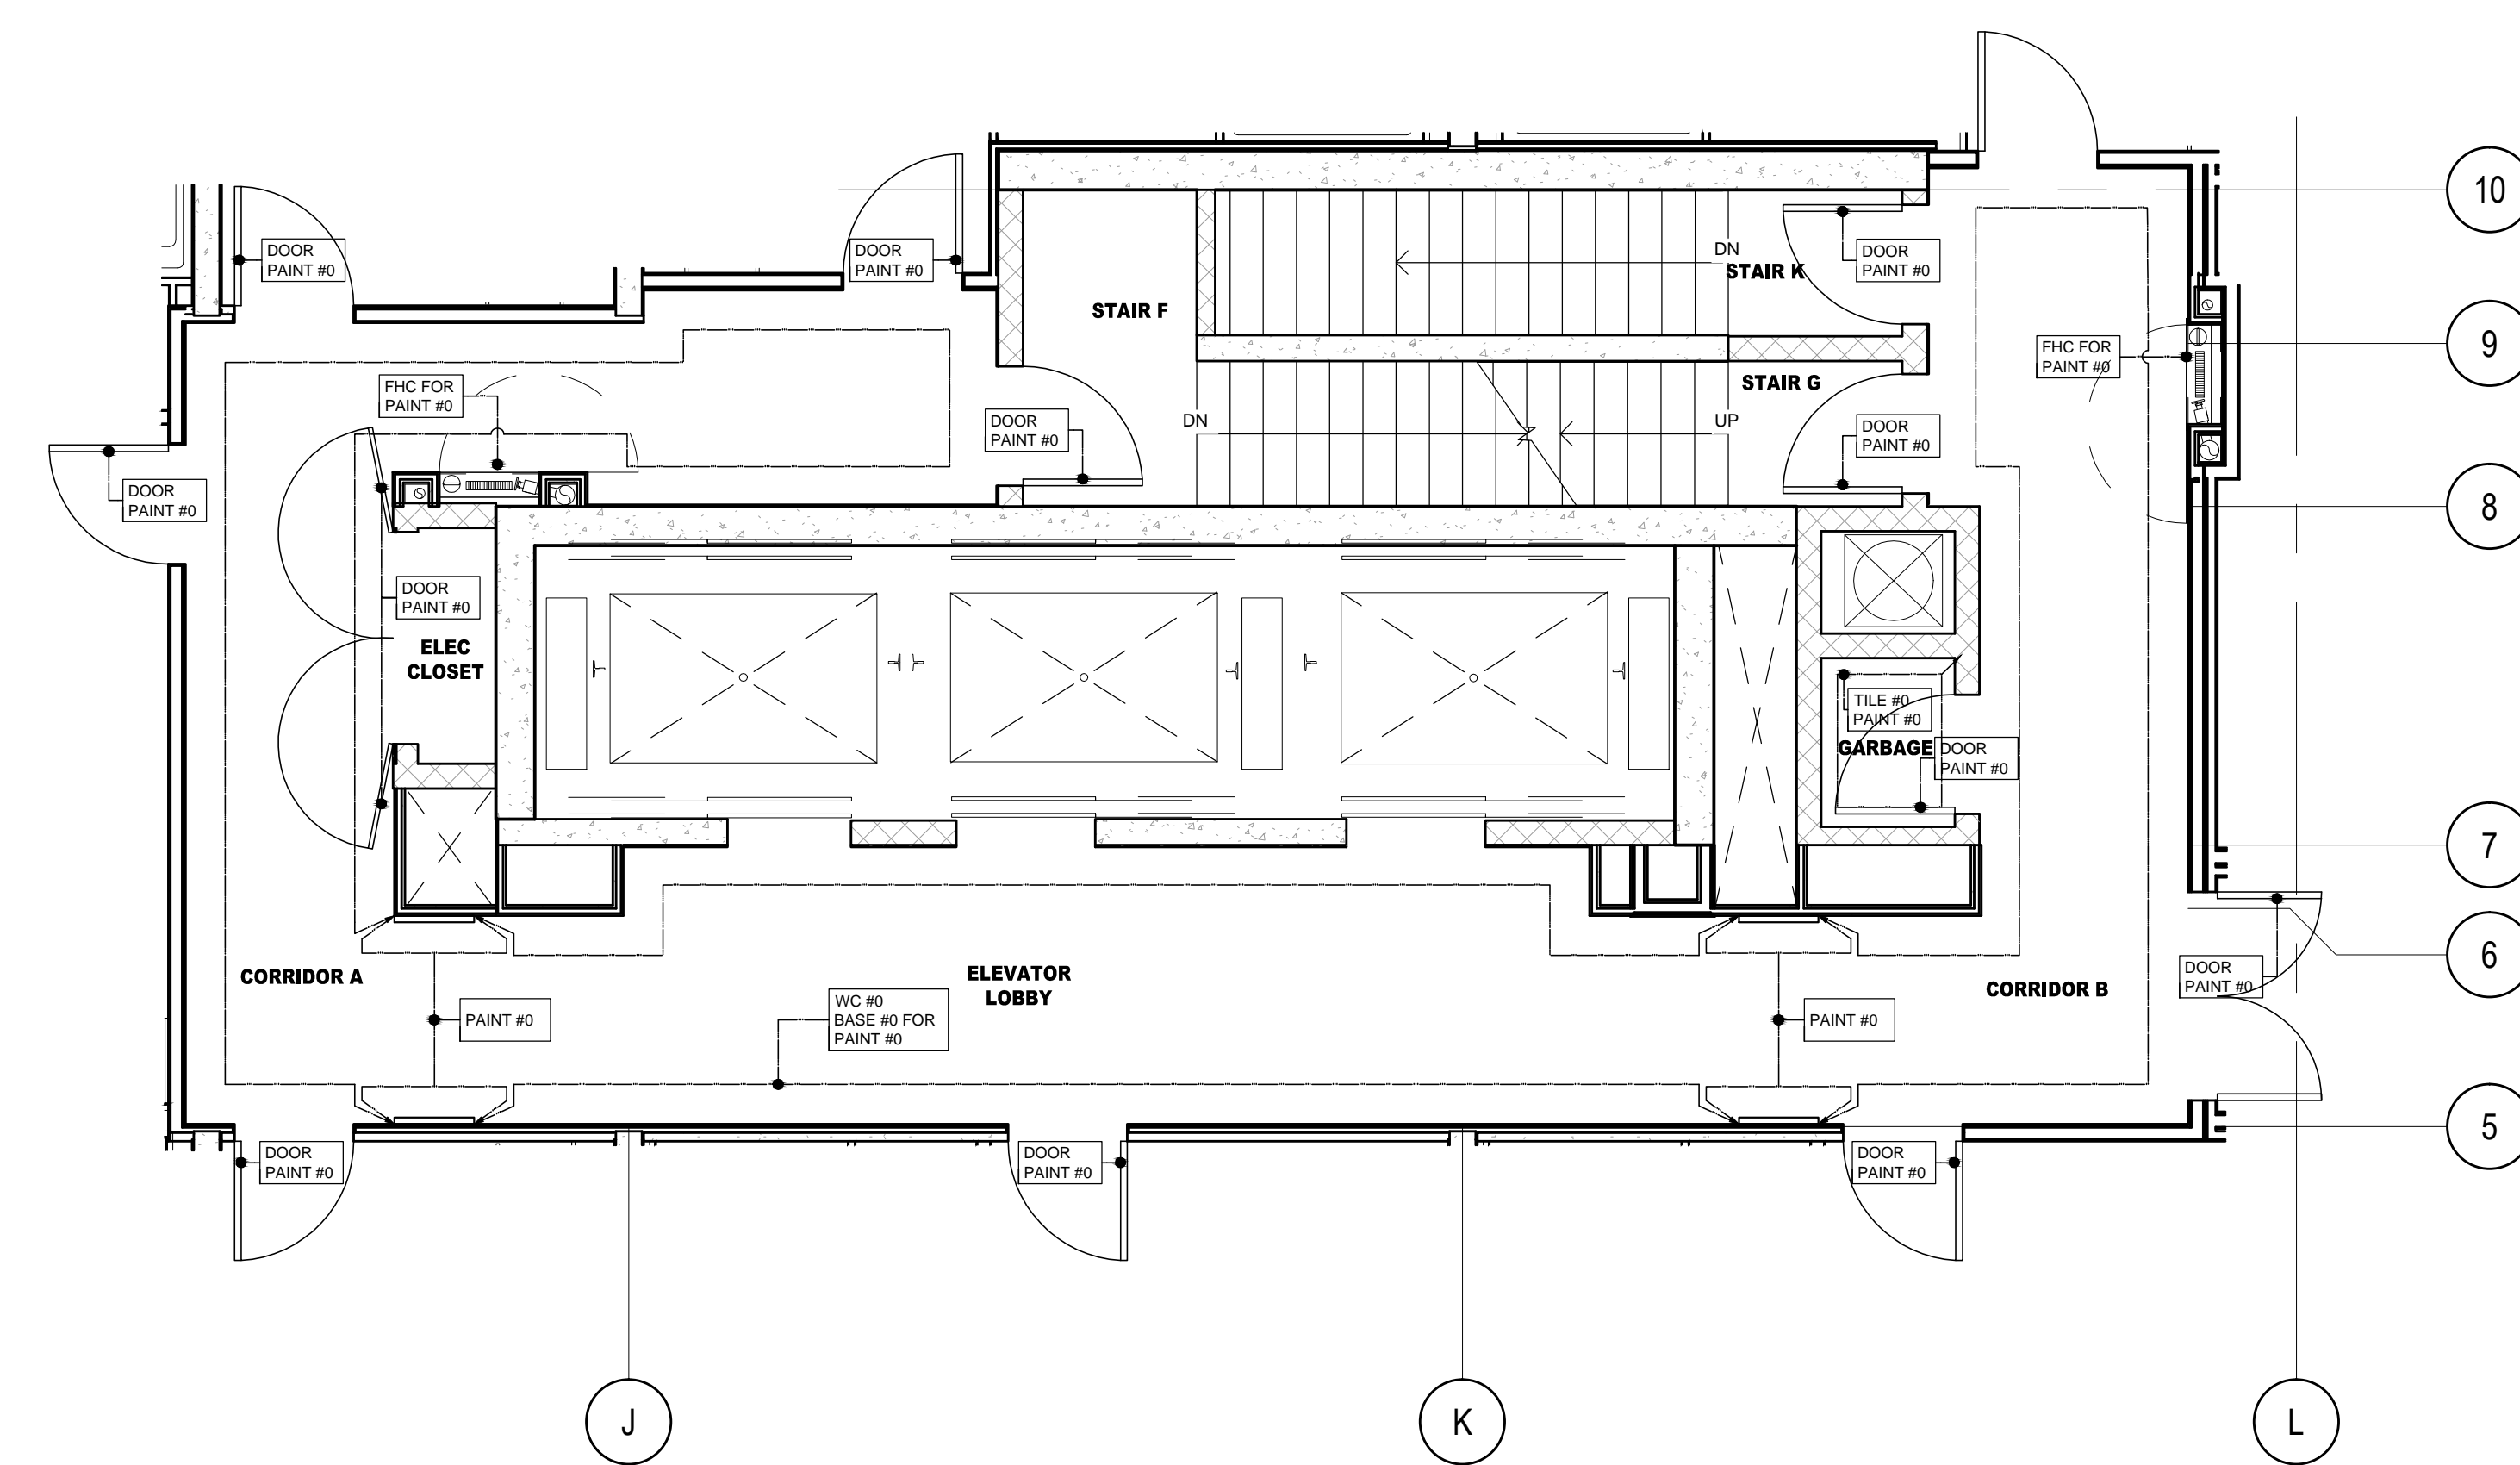 10
DOOR
PAINT #0
DOOR
PAINT #0
DN
DOOR
PAINT #0
STAIR K
STAIR F
9
FHC FOR
PAINT #0
STAIR G
FHC FOR
PAINT #0
DOOR
PAINT #0
DN
UP
DOOR
PAINT #0
DOOR
PAINT #0
8
DOOR
PAINT #0
ELEC
CLOSET
TILE #0
PAINT #0
GARBAGE
DOOR
PAINT #0
7
6
CORRIDOR A
ELEVATOR
LOBBY
CORRIDOR B
DOOR
PAINT #0
PAINT #0
WC #0
BASE #0 FOR
PAINT #0
PAINT #0
5
DOOR
PAINT #0
DOOR
PAINT #0
DOOR
PAINT #0
J
K
L